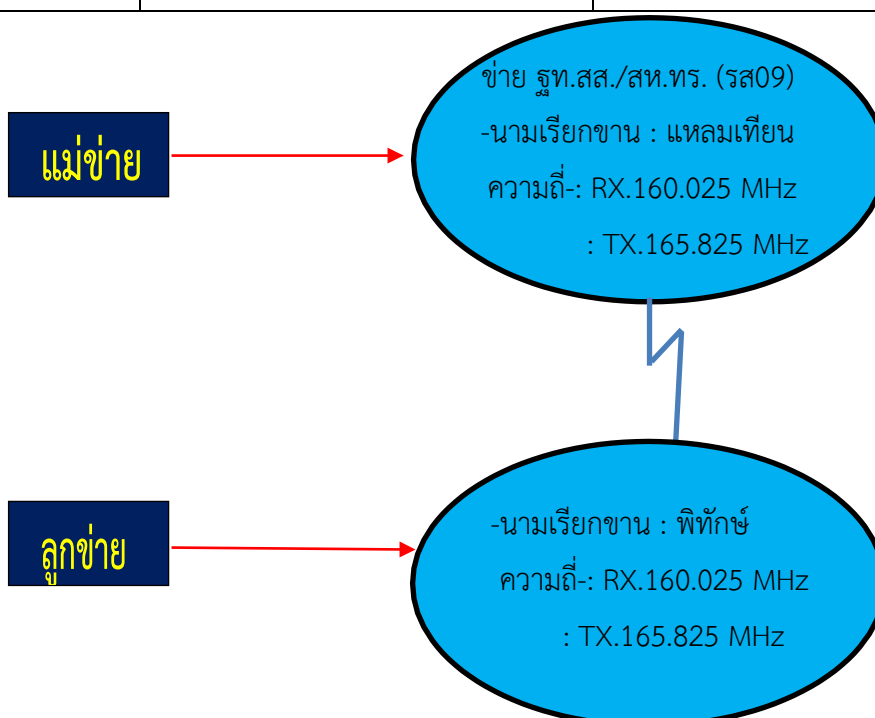 แม่ข่าย
ข่าย ฐท.สส./สห.ทร. (รส09)
-นามเรียกขาน : แหลมเทียน
ความถี่-: RX.160.025 MHz
: TX.165.825 MHz
ลูกข่าย
-นามเรียกขาน : พิทักษ์
ความถี่-: RX.160.025 MHz
: TX.165.825 MHz